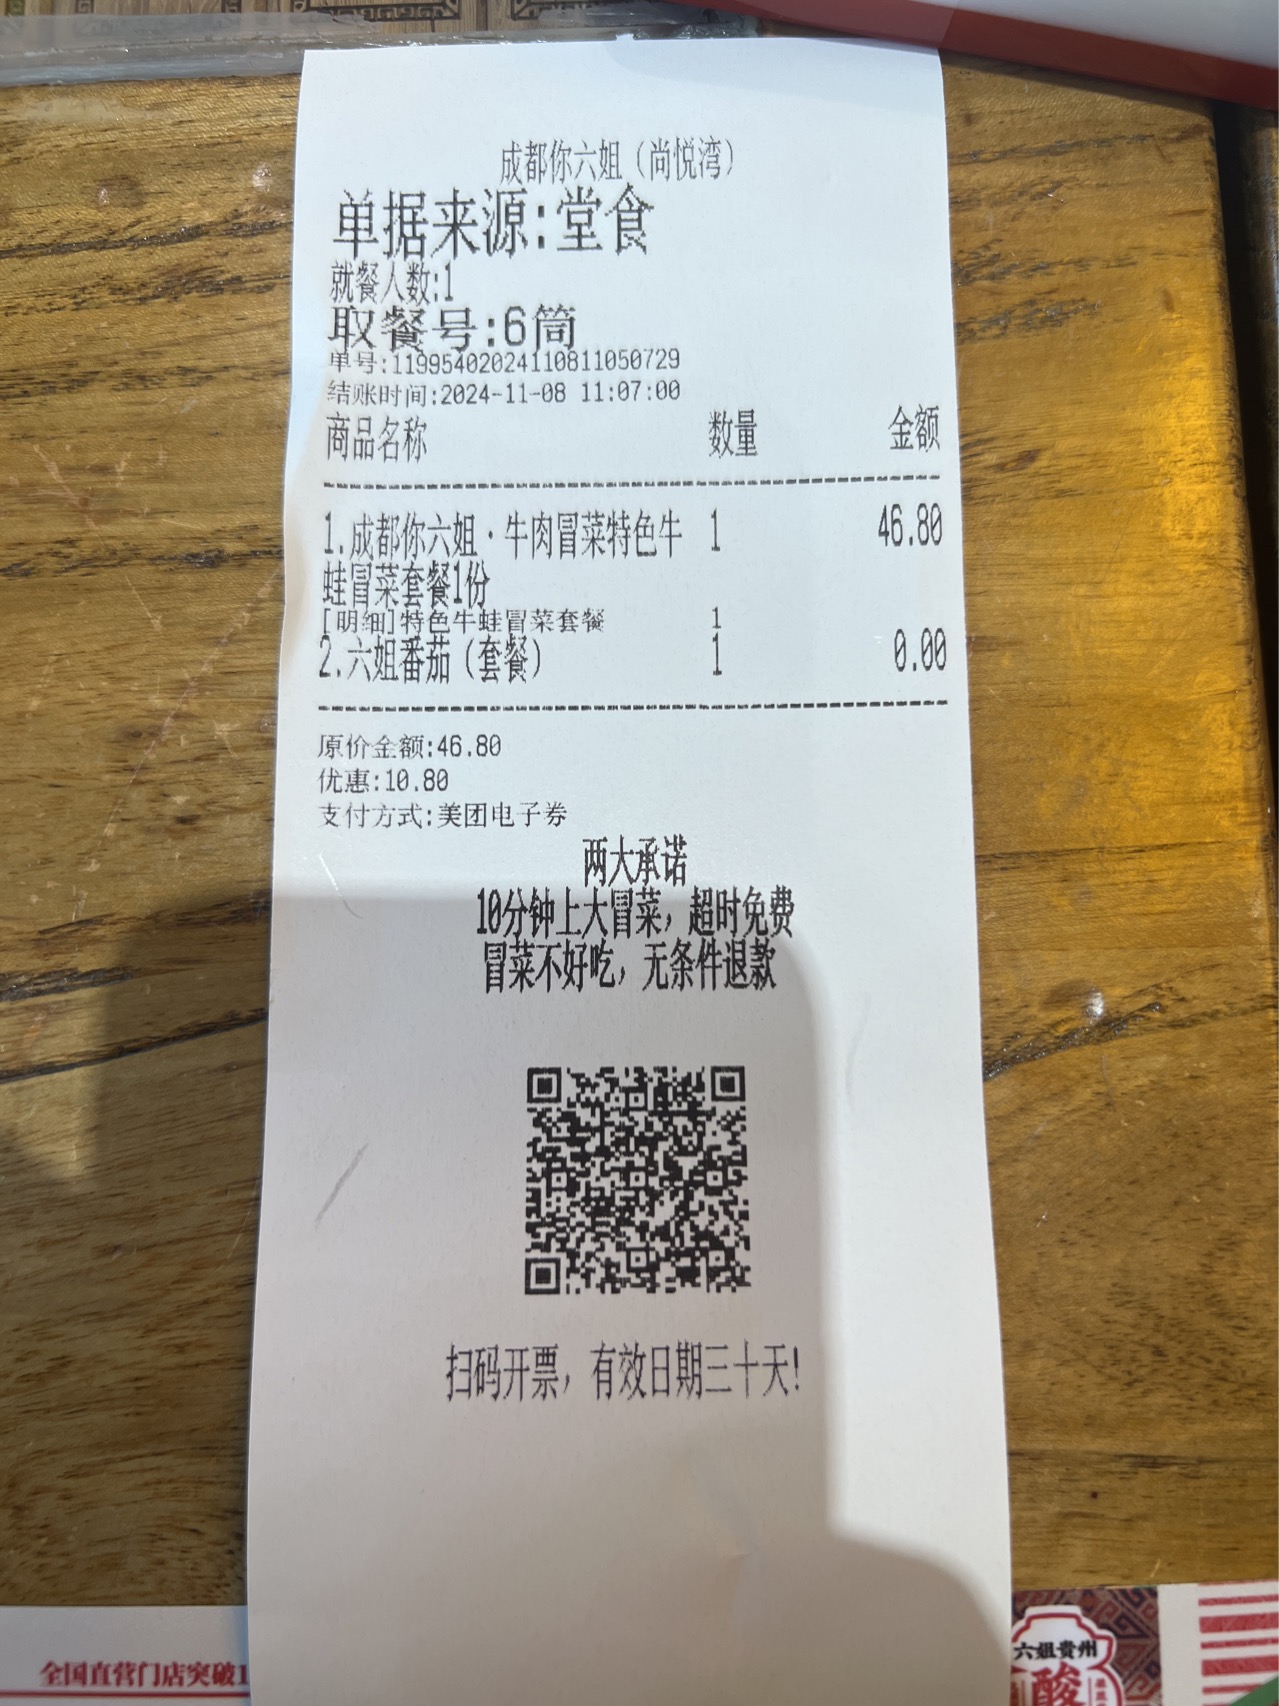 成都你六姐（尚悦湾）
单据来源:堂食
就餐人数:1
取餐号:6筒
单号:11995402024110811050729
结账时间:2024-11-08 11:07:00
商品名称 数量 金额
1.成都你六姐·牛肉冒菜特色牛 1 46.80
蛙冒菜套餐1份
[明细]特色牛蛙冒菜套餐 1
2.六姐番茄（套餐） 1 0.00
原价金额:46.80
优惠:10.80
支付方式:美团电子券
两大承诺
10分钟上大冒菜，超时免费
冒菜不好吃，无条件退款
扫码开票，有效日期三十天!
全国直营门店突破1
六姐贵州
酸